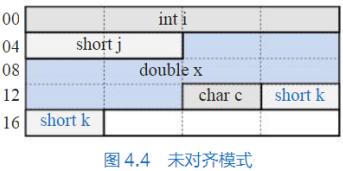 00 int i
04 short j
08 double x
12 char c short k
16 short k
图 4.4 未对齐模式